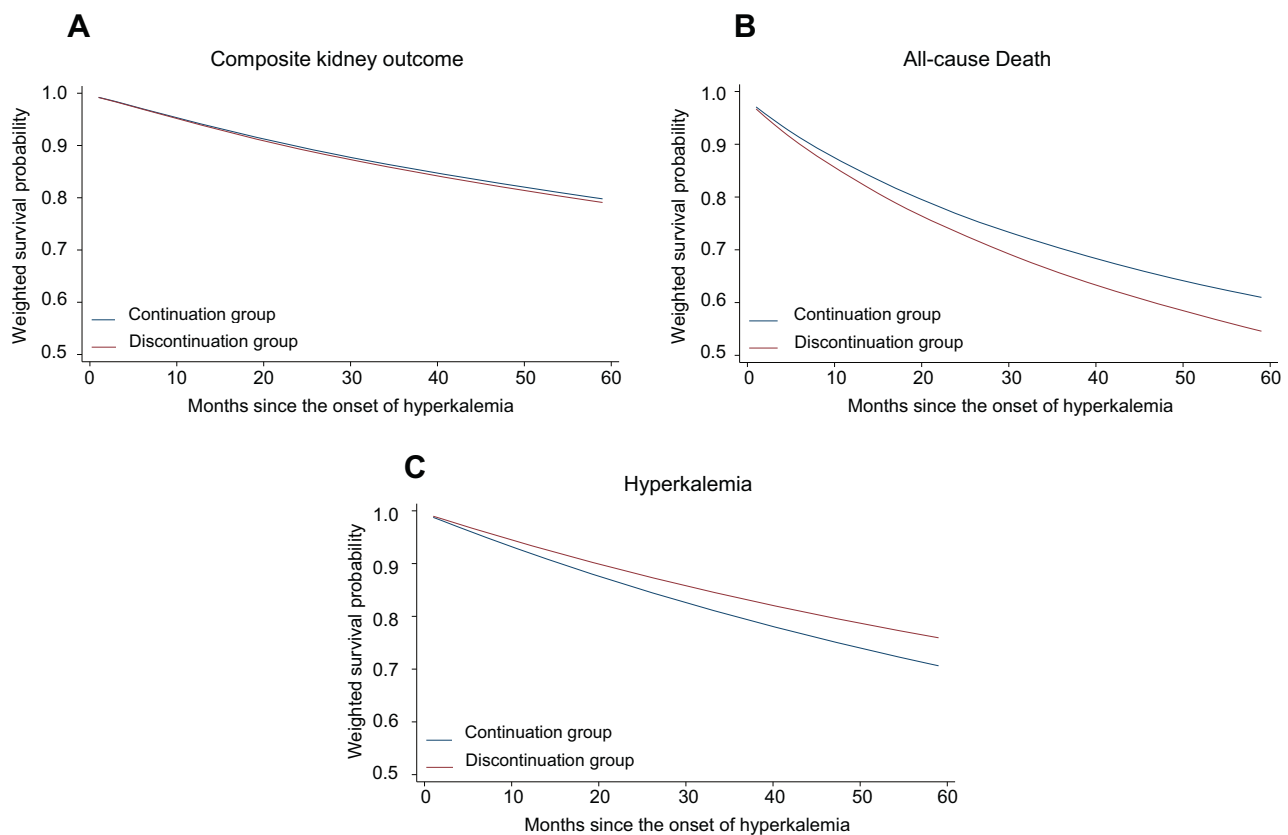 A
Composite kidney outcome
Weighted survival probability
1.0
0.9
0.8
0.7
0.6
0.5
Continuation group
Discontinuation group
0 10 20 30 40 50 60
Months since the onset of hyperkalemia
B
All-cause Death
Weighted survival probability
1.0
0.9
0.8
0.7
0.6
0.5
Continuation group
Discontinuation group
0 10 20 30 40 50 60
Months since the onset of hyperkalemia
C
Hyperkalemia
Weighted survival probability
1.0
0.9
0.8
0.7
0.6
0.5
Continuation group
Discontinuation group
0 10 20 30 40 50 60
Months since the onset of hyperkalemia